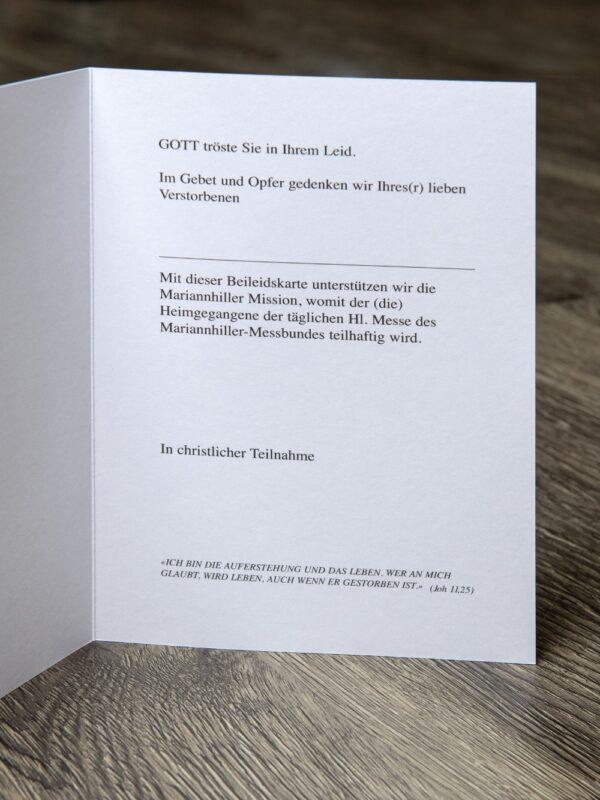 GOTT tröste Sie in Ihrem Leid.
Im Gebet und Opfer gedenken wir Ihres(r) lieben
Verstorbenen
Mit dieser Beileidskarte unterstützen wir die
Mariannhiller Mission, womit der (die)
Heimgegangene der täglichen Hl. Messe des
Mariannhiller-Messbundes teilhaftig wird.
In christlicher Teilnahme
«ICH BIN DIE AUFERSTEHUNG UND DAS LEBEN. WER AN MICH
GLAUBT, WIRD LEBEN, AUCH WENN ER GESTORBEN IST.» (Joh 11,25)